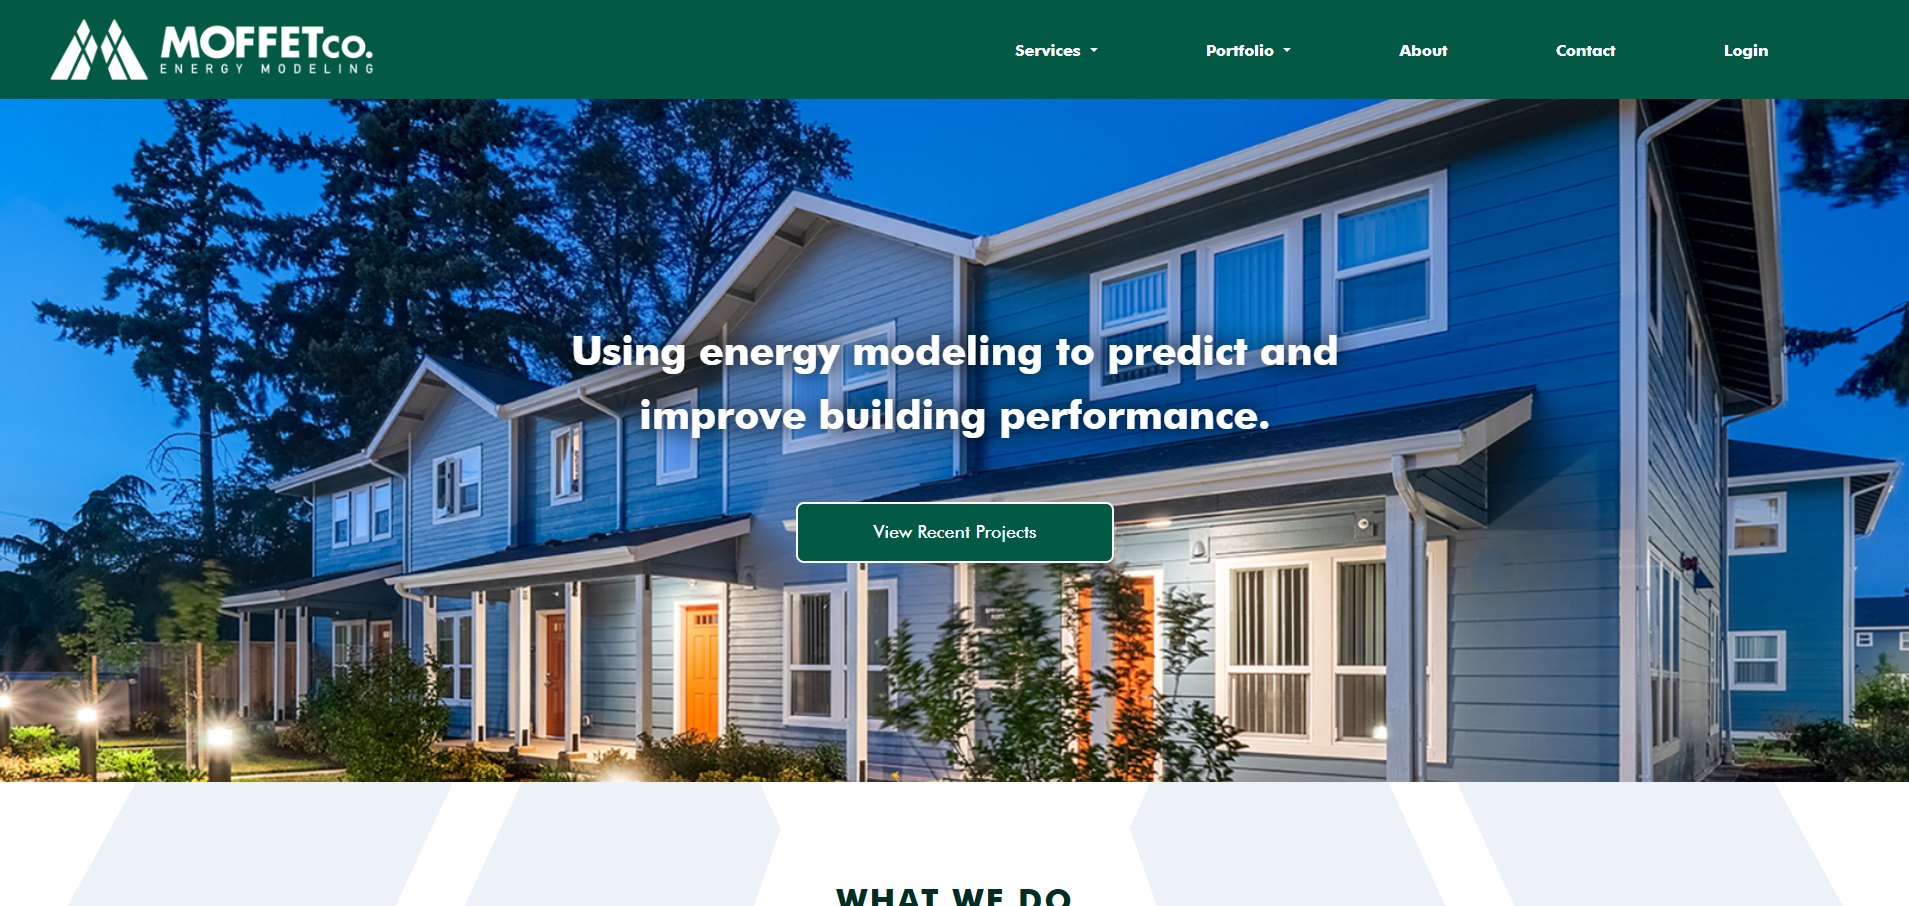 MOFFETCO.
ENERGY MODELING
Services
Portfolio
About
Contact
Login
Using energy modeling to predict and
improve building performance.
View Recent Projects
WHAT WE DO